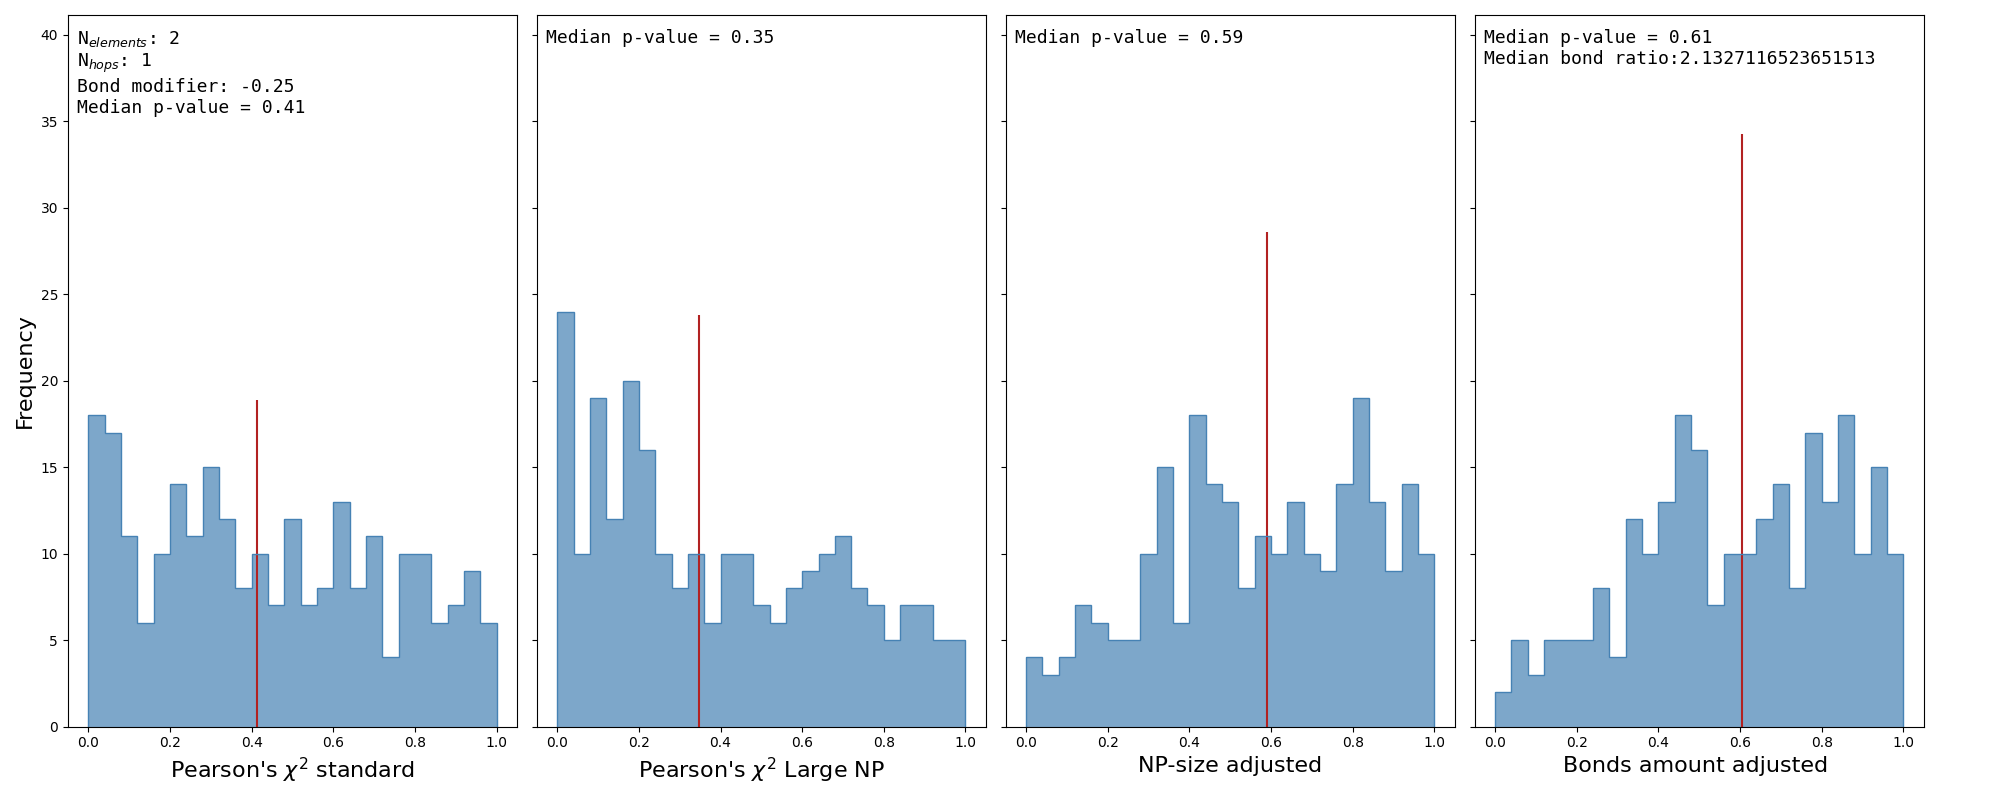 N_elements: 2
N_hops: 1
Bond modifier: -0.25
Median p-value = 0.41
Median p-value = 0.35
Median p-value = 0.59
Median p-value = 0.61
Median bond ratio:2.1327116523651513
40
35
30
25
20
15
10
5
0
Frequency
0.0 0.2 0.4 0.6 0.8 1.0
0.0 0.2 0.4 0.6 0.8 1.0
0.0 0.2 0.4 0.6 0.8 1.0
0.0 0.2 0.4 0.6 0.8 1.0
Pearson's χ² standard
Pearson's χ² Large NP
NP-size adjusted
Bonds amount adjusted